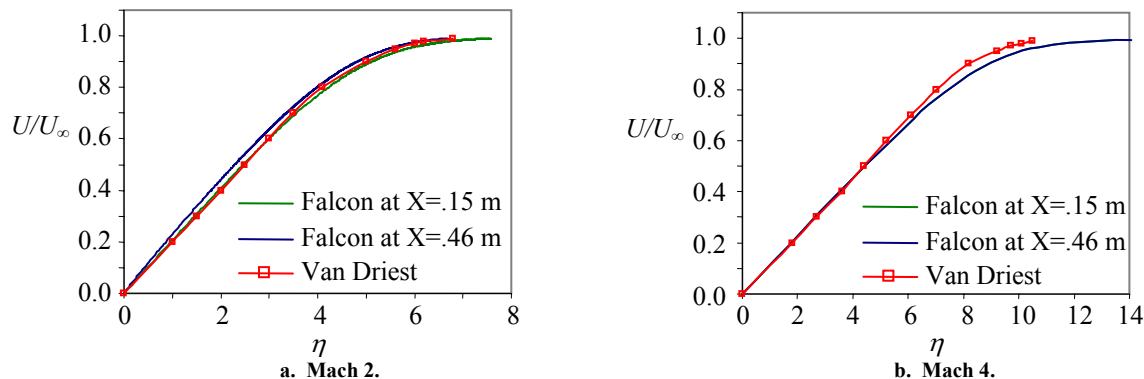 1.0
0.8
0.6
0.4
0.2
0.0
U/U∞
0 2 4 6 8
η
Falcon at X=.15 m
Falcon at X=.46 m
Van Driest
a. Mach 2.
1.0
0.8
0.6
0.4
0.2
0.0
U/U∞
0 2 4 6 8 10 12 14
η
Falcon at X=.15 m
Falcon at X=.46 m
Van Driest
b. Mach 4.